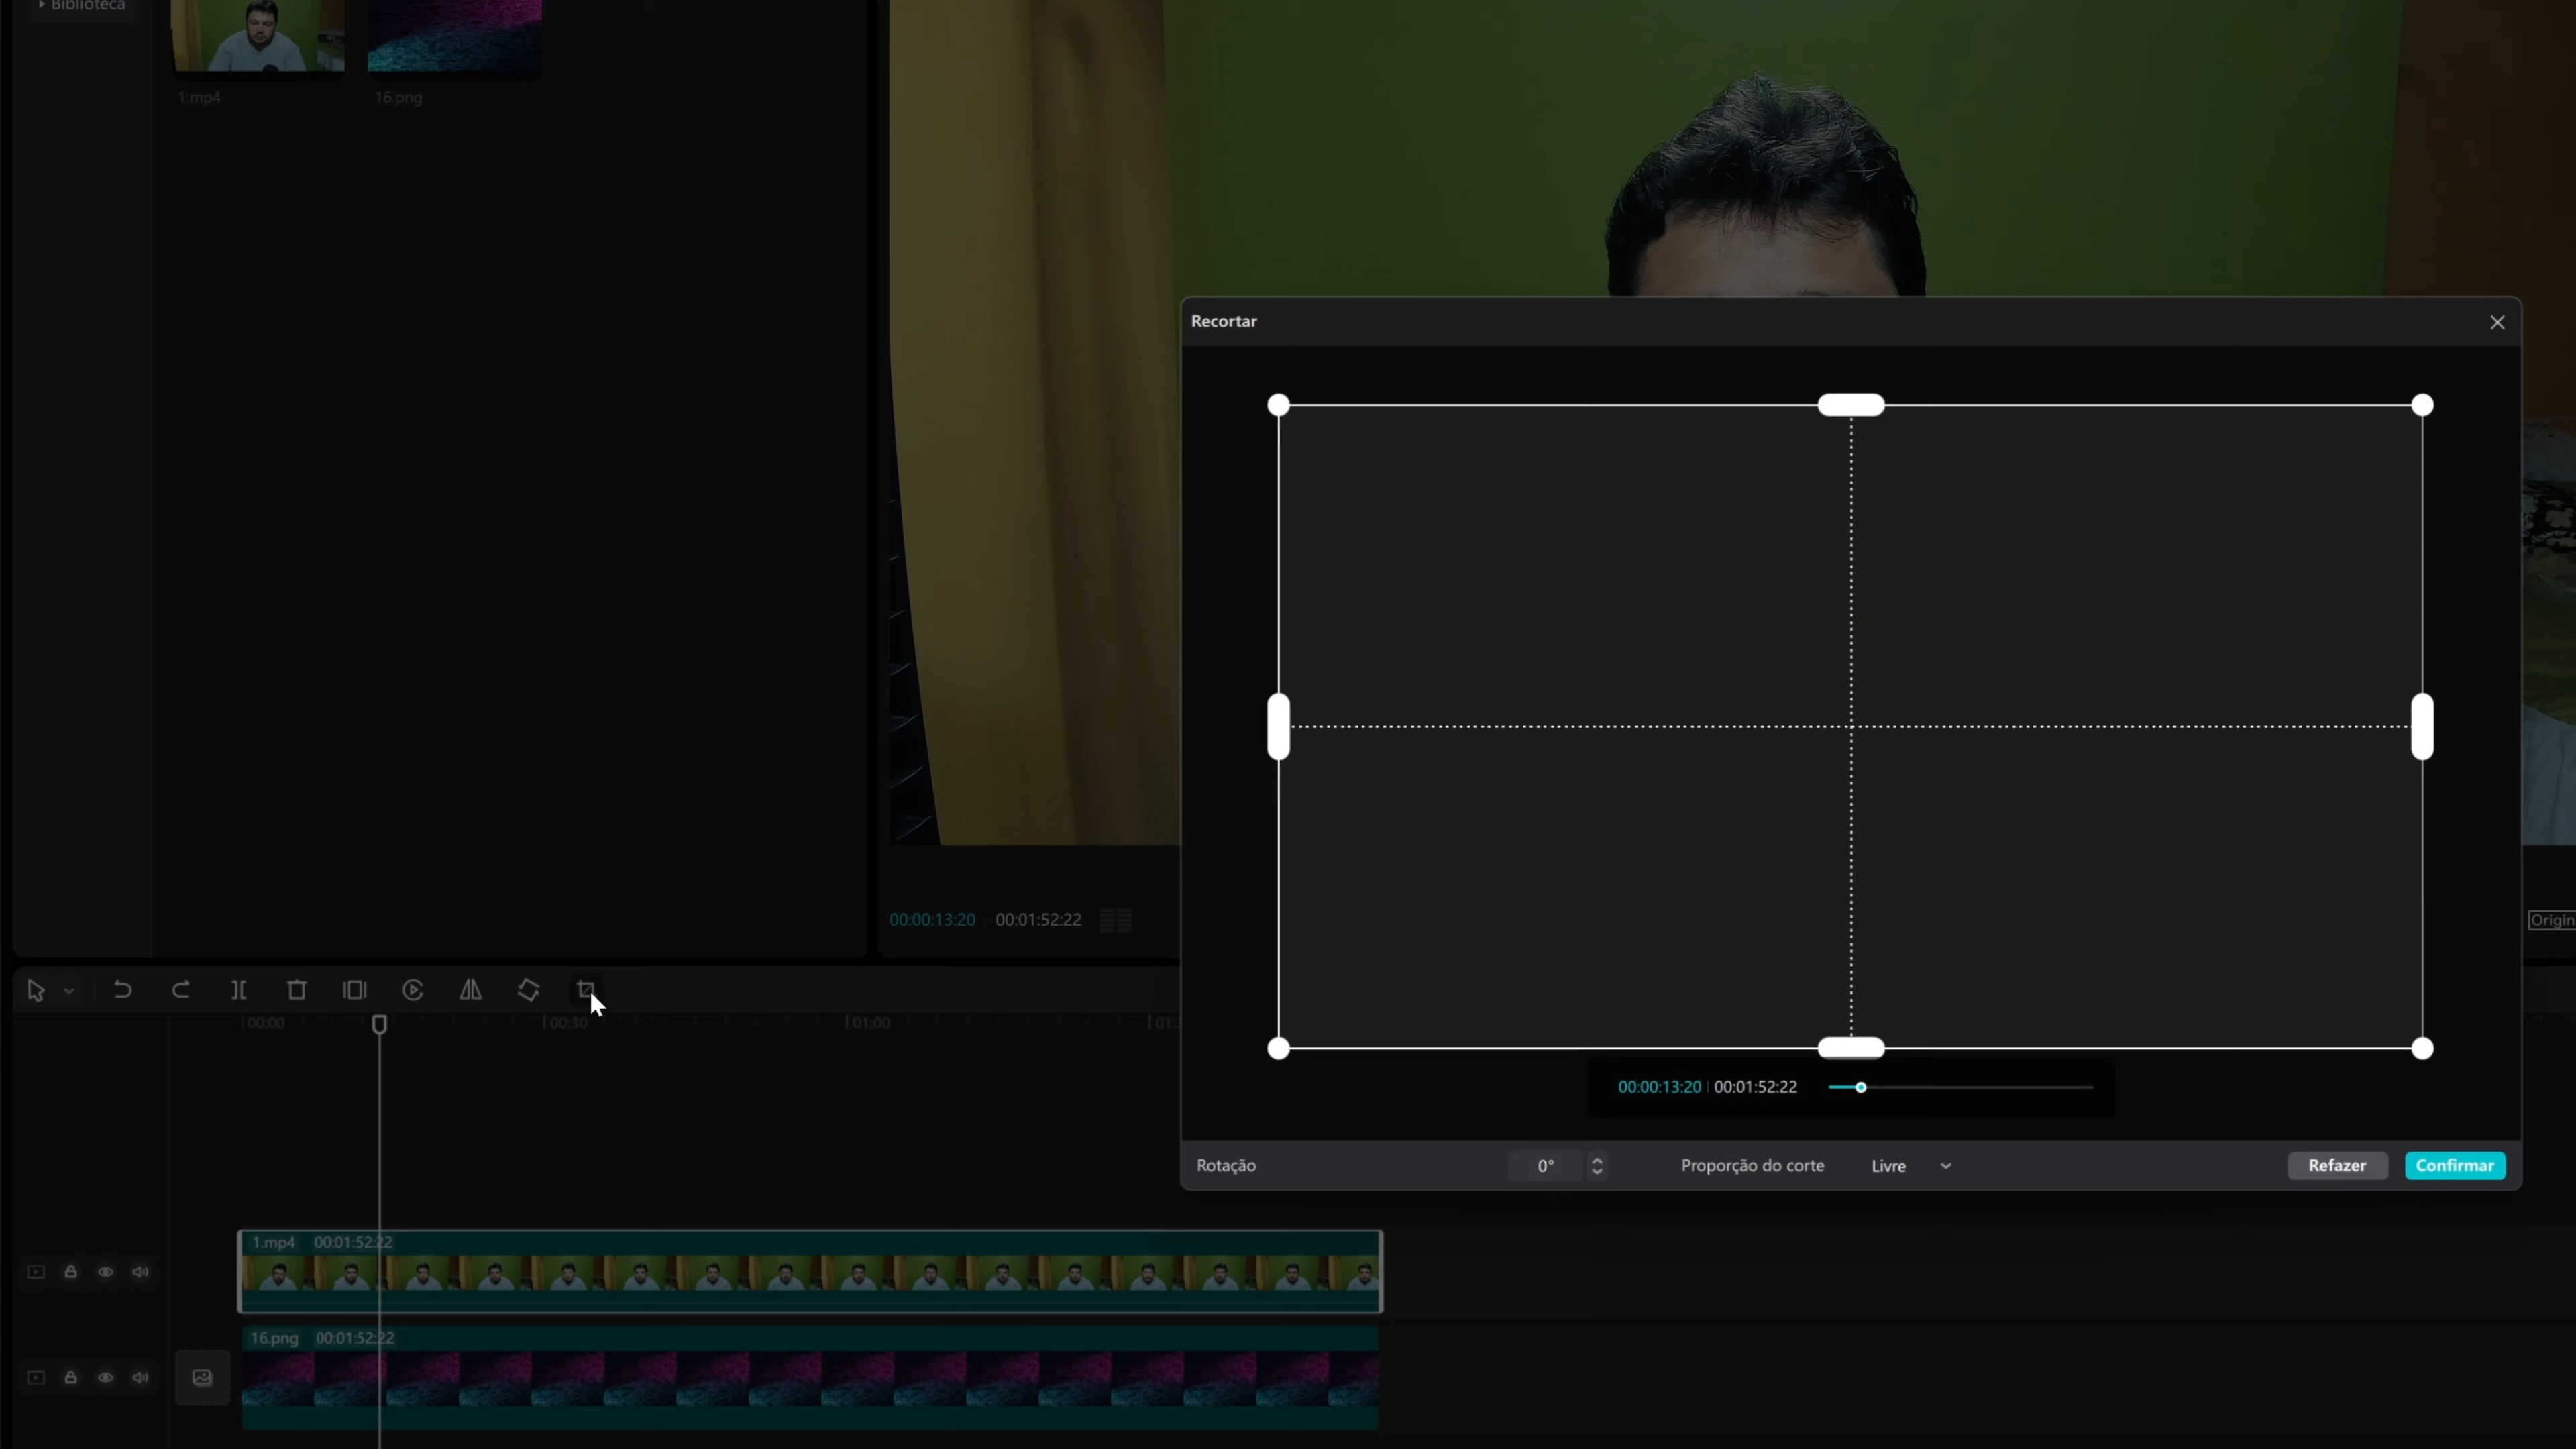 Biblioteca
1.mp4
16.png
Recortar
00:00:13:20 00:01:52:22
00:00:13:20 00:01:52:22
Rotação
0°
Proporção do corte
Livre
Refazer
Confirmar
00:00
00:30
01:00
1.mp4 00:01:52:22
16.png 00:01:52:22